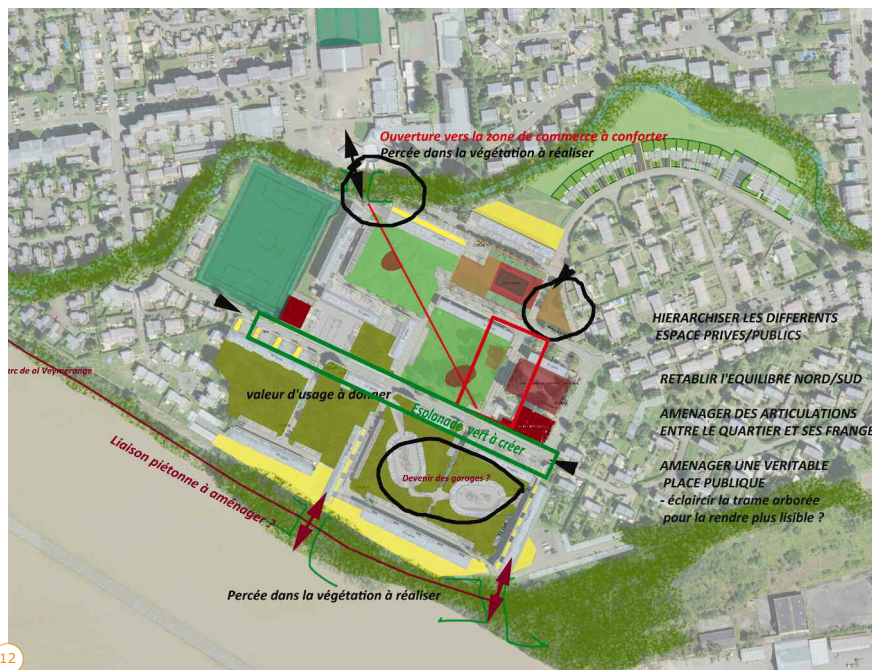 Ouverture vers la zone de commerce à conforter
Percée dans la végétation à réaliser
HIERARCHISER LES DIFFERENTS
ESPACE PRIVES/PUBLICS
arc de al Veymerange
RETABLIR l'EQUILIBRE NORD/SUD
valeur d'usage à donner
Esplanade vert à créer
AMENAGER DES ARTICULATIONS
ENTRE LE QUARTIER ET SES FRANGE
Liaison piétonne à aménager ?
Devenir des garages ?
AMENAGER UNE VERITABLE
PLACE PUBLIQUE
- éclaircir la trame arborée
pour la rendre plus lisible ?
Percée dans la végétation à réaliser
12